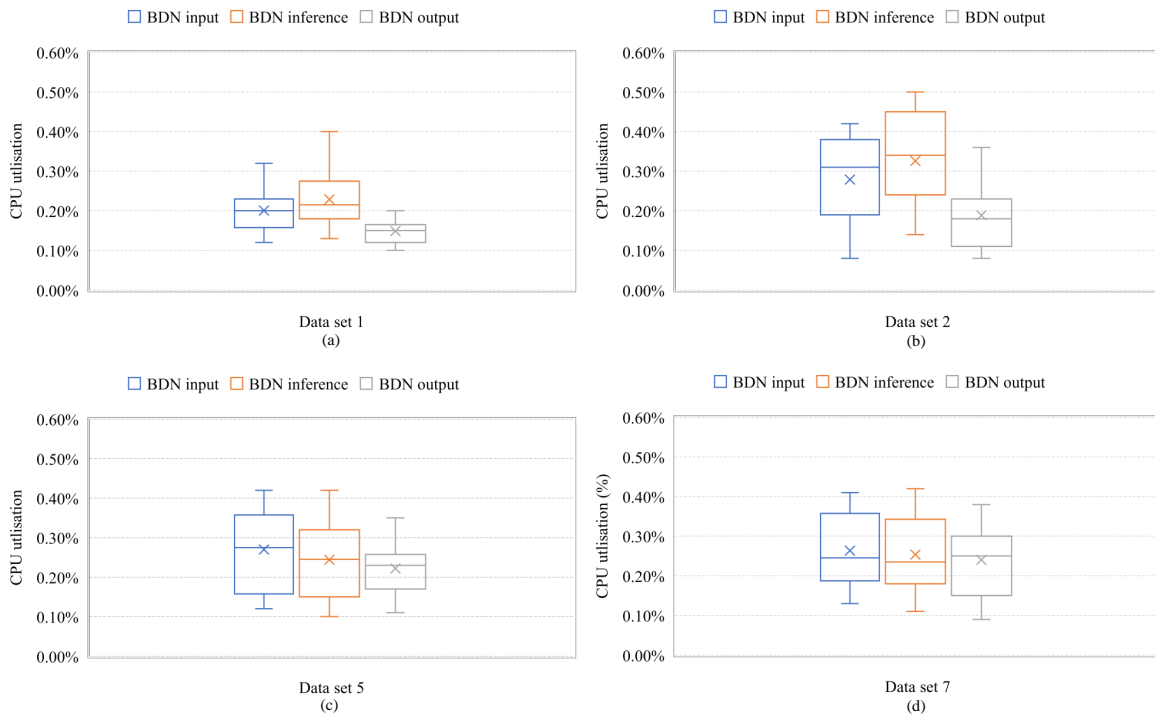 BDN input BDN inference BDN output
0.60%
0.50%
0.40%
0.30%
0.20%
0.10%
0.00%
CPU utlisation
Data set 1
(a)
BDN input BDN inference BDN output
0.60%
0.50%
0.40%
0.30%
0.20%
0.10%
0.00%
CPU utlisation
Data set 2
(b)
BDN input BDN inference BDN output
0.60%
0.50%
0.40%
0.30%
0.20%
0.10%
0.00%
CPU utlisation
Data set 5
(c)
BDN input BDN inference BDN output
0.60%
0.50%
0.40%
0.30%
0.20%
0.10%
0.00%
CPU utlisation (%)
Data set 7
(d)